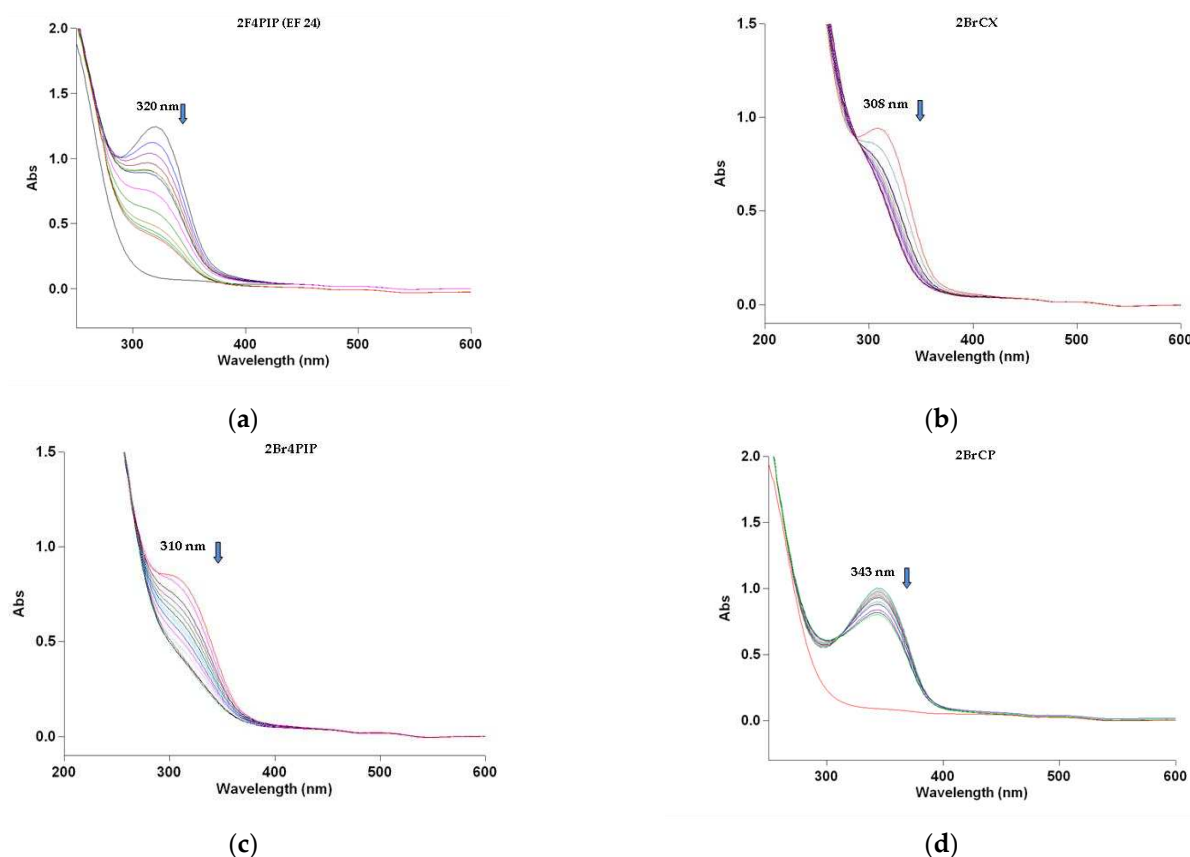 2F4PIP (EF 24)
2.0
1.5
1.0
0.5
0.0
Abs
320 nm
300
400
500
600
Wavelength (nm)
(a)
2BrCX
1.5
1.0
0.5
0.0
Abs
308 nm
200
300
400
500
600
Wavelength (nm)
(b)
2Br4PIP
1.5
1.0
0.5
0.0
Abs
310 nm
200
300
400
500
600
Wavelength (nm)
(c)
2BrCP
2.0
1.5
1.0
0.5
0.0
Abs
343 nm
300
400
500
600
Wavelength (nm)
(d)